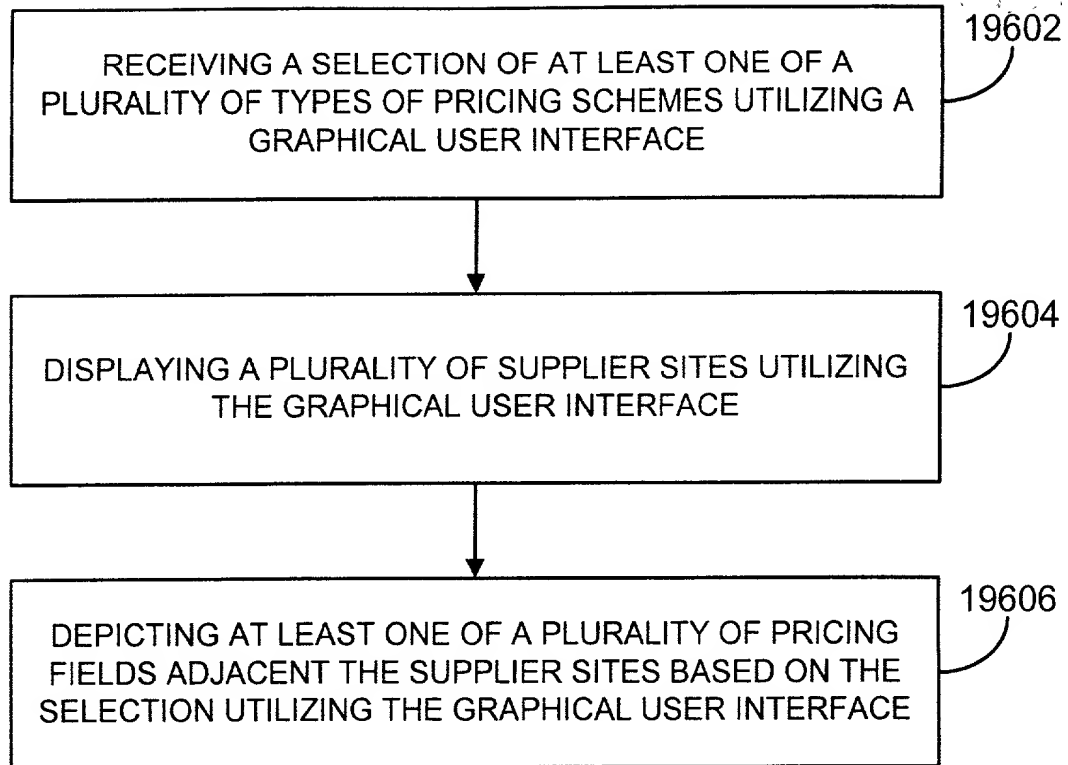 19602
RECEIVING A SELECTION OF AT LEAST ONE OF A
PLURALITY OF TYPES OF PRICING SCHEMES UTILIZING A
GRAPHICAL USER INTERFACE
19604
DISPLAYING A PLURALITY OF SUPPLIER SITES UTILIZING
THE GRAPHICAL USER INTERFACE
19606
DEPICTING AT LEAST ONE OF A PLURALITY OF PRICING
FIELDS ADJACENT THE SUPPLIER SITES BASED ON THE
SELECTION UTILIZING THE GRAPHICAL USER INTERFACE